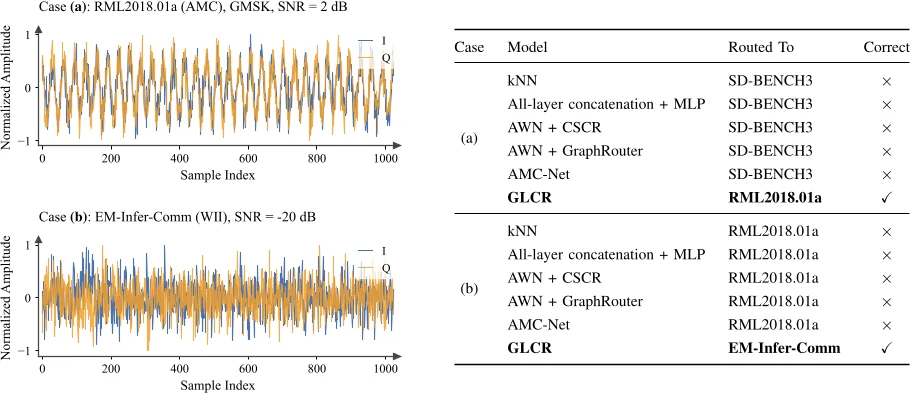 Case (a): RML2018.01a (AMC), GMSK, SNR = 2 dB
Normalized Amplitude
1
0
−1
I
Q
0 200 400 600 800 1000
Sample Index
Case (b): EM-Infer-Comm (WII), SNR = -20 dB
Normalized Amplitude
1
0
−1
I
Q
0 200 400 600 800 1000
Sample Index
Case Model Routed To Correct
(a)
kNN SD-BENCH3 ×
All-layer concatenation + MLP SD-BENCH3 ×
AWN + CSCR SD-BENCH3 ×
AWN + GraphRouter SD-BENCH3 ×
AMC-Net SD-BENCH3 ×
GLCR RML2018.01a ✓
(b)
kNN RML2018.01a ×
All-layer concatenation + MLP RML2018.01a ×
AWN + CSCR RML2018.01a ×
AWN + GraphRouter RML2018.01a ×
AMC-Net RML2018.01a ×
GLCR EM-Infer-Comm ✓